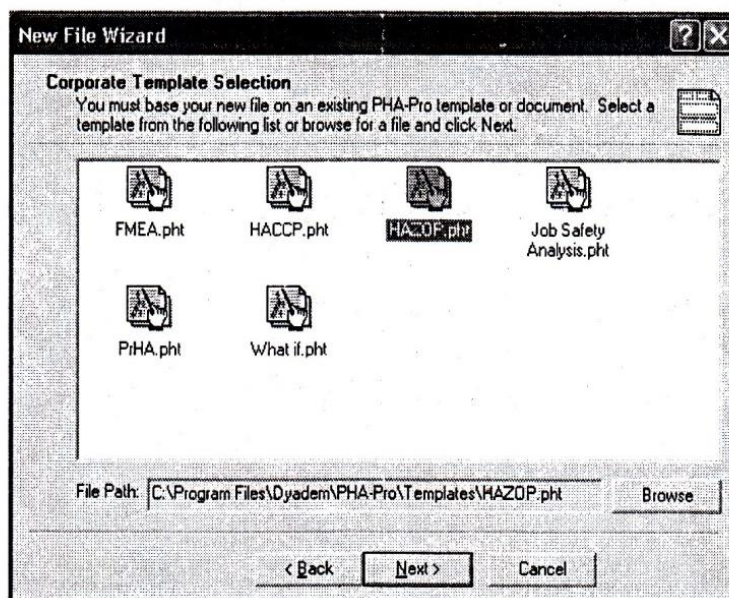 New File Wizard
Corporate Template Selection
You must base your new file on an existing PHA-Pro template or document. Select a
template from the following list or browse for a file and click Next.
FMEA.pht
HACCP.pht
HAZOP.pht
Job Safety
Analysis.pht
PrHA.pht
What if.pht
File Path: C:\Program Files\Dyadem\PHA-Pro\Templates\HAZOP.pht
Browse
< Back
Next >
Cancel